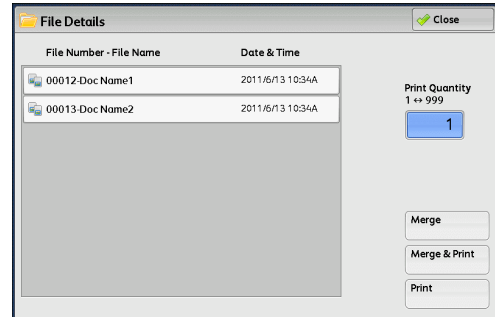 File Details
Close
File Number - File Name
Date & Time
00012-Doc Name1
2011/6/13 10:34A
00013-Doc Name2
2011/6/13 10:34A
Print Quantity
1 ↔ 999
1
Merge
Merge & Print
Print